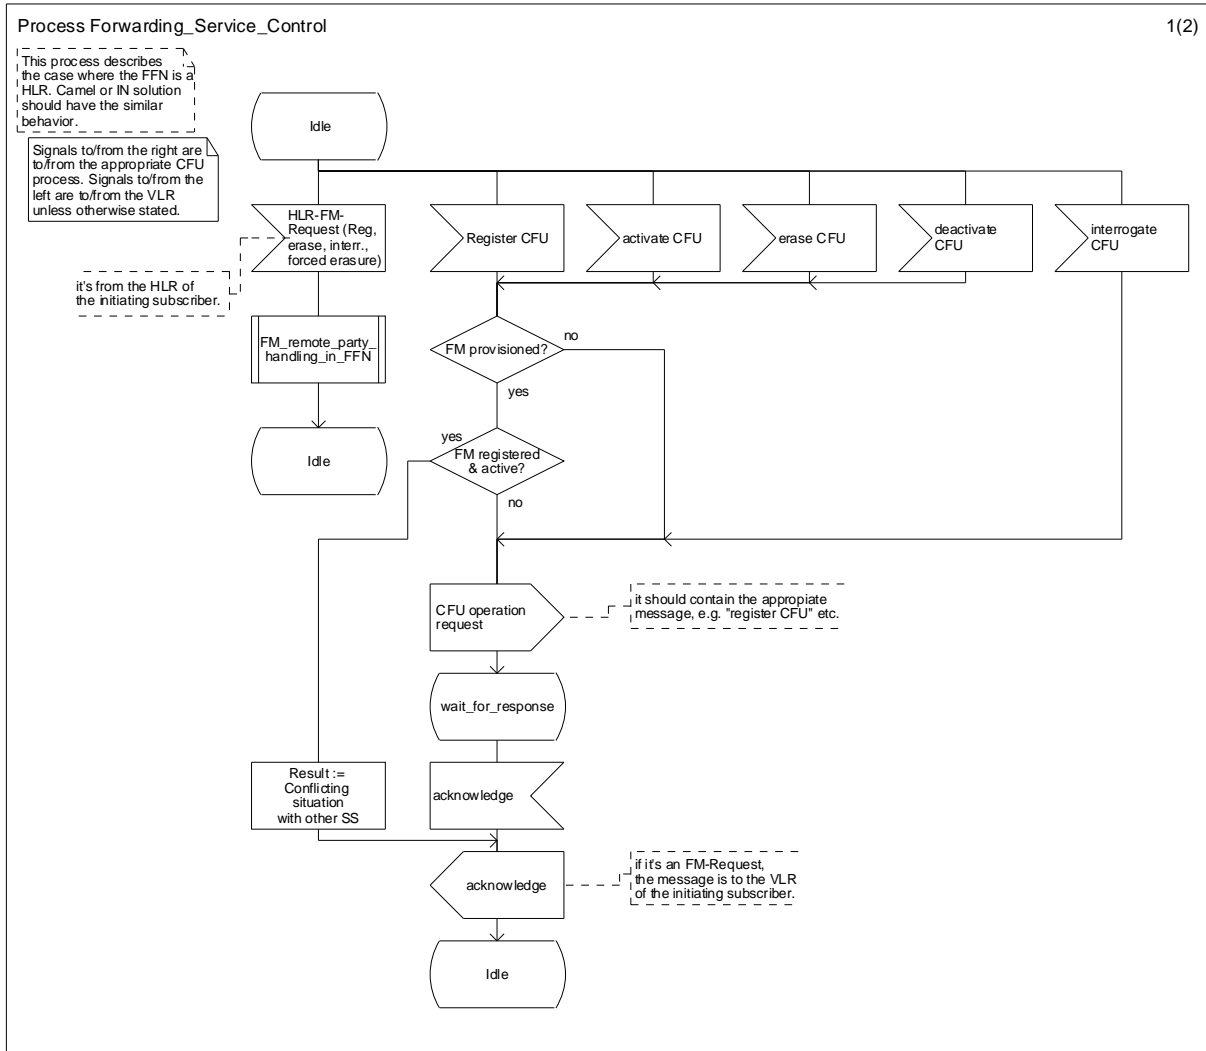 Process Forwarding_Service_Control
1(2)
This process describes
the case where the FFN is a
HLR. Camel or IN solution
should have the similar
behavior.
Idle
Signals to/from the right are
to/from the appropriate CFU
process. Signals to/from the
left are to/from the VLR
unless otherwise stated.
HLR-FM-
Request (Reg,
erase, interr.,
forced erasure)
Register CFU
activate CFU
erase CFU
deactivate
CFU
interrogate
CFU
it's from the HLR of
the initiating subscriber.
FM_remote_party_
handling_in_FFN
FM provisioned?
no
yes
Idle
yes
FM registered
& active?
no
CFU operation
request
it should contain the appropiate
message, e.g. "register CFU" etc.
wait_for_response
Result :=
Conflicting
situation
with other SS
acknowledge
acknowledge
if it's an FM-Request,
the message is to the VLR
of the initiating subscriber.
Idle